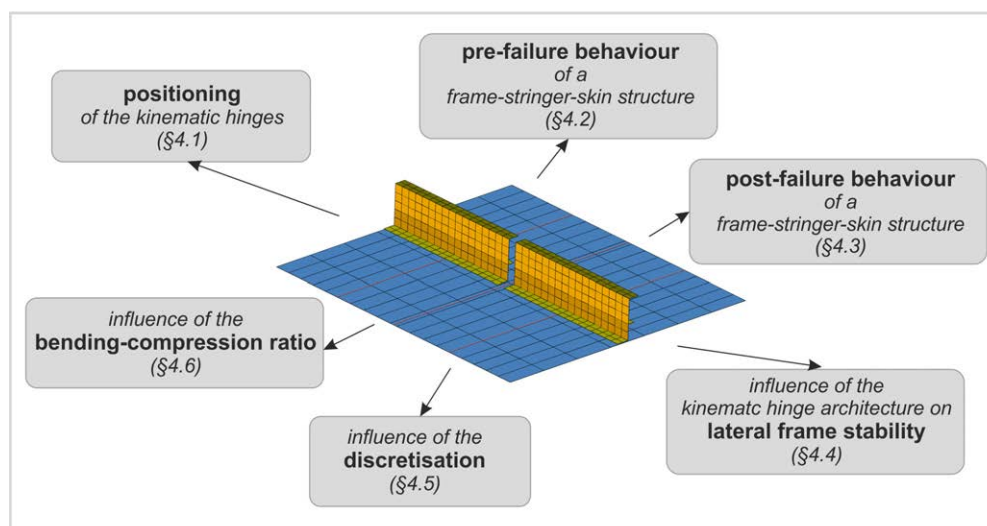 positioning
of the kinematic hinges
(§4.1)
pre-failure behaviour
of a
frame-stringer-skin structure
(§4.2)
post-failure behaviour
of a
frame-stringer-skin structure
(§4.3)
influence of the
kinematc hinge architecture on
lateral frame stability
(§4.4)
influence of the
discretisation
(§4.5)
influence of the
bending-compression ratio
(§4.6)